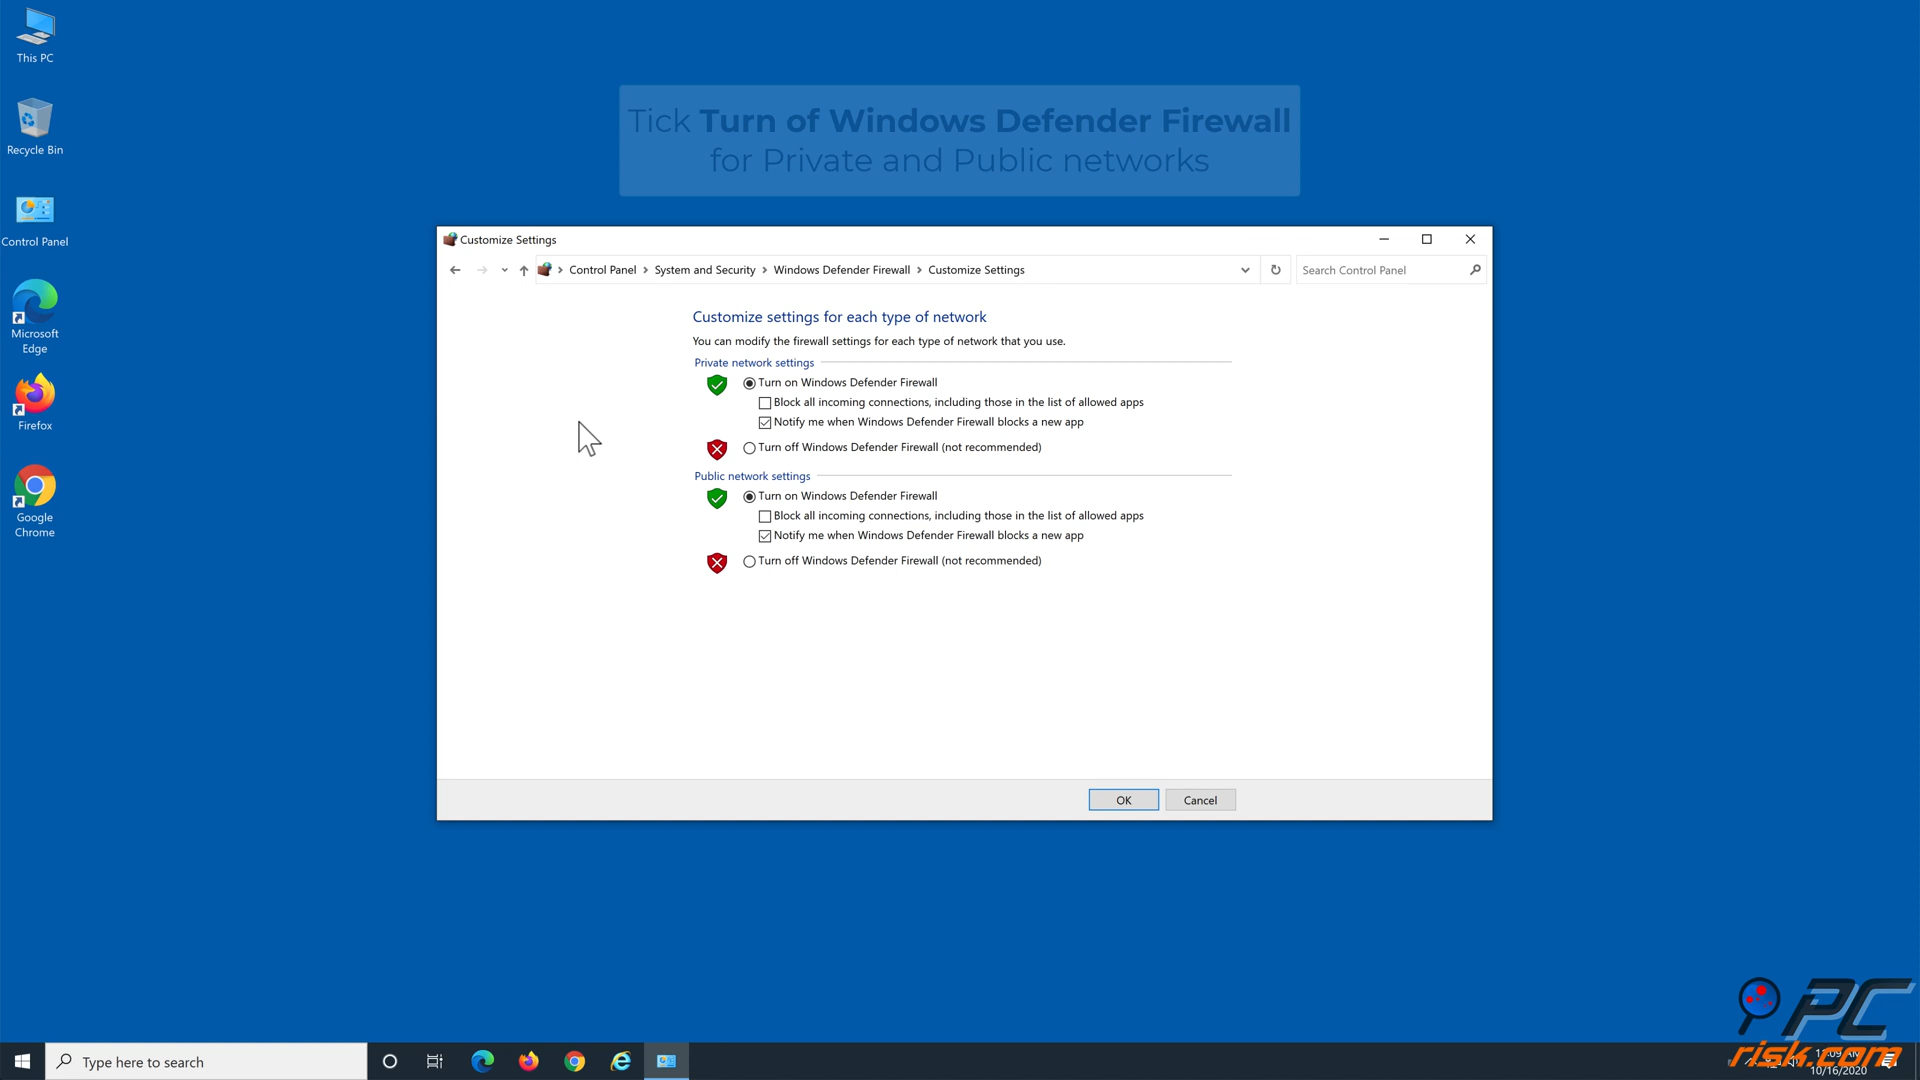 This PC
Recycle Bin
Control Panel
Microsoft
Edge
Firefox
Google
Chrome
Tick Turn of Windows Defender Firewall
for Private and Public networks
Customize Settings
Control Panel > System and Security > Windows Defender Firewall > Customize Settings
Search Control Panel
Customize settings for each type of network
You can modify the firewall settings for each type of network that you use.
Private network settings
Turn on Windows Defender Firewall
Block all incoming connections, including those in the list of allowed apps
Notify me when Windows Defender Firewall blocks a new app
Turn off Windows Defender Firewall (not recommended)
Public network settings
Turn on Windows Defender Firewall
Block all incoming connections, including those in the list of allowed apps
Notify me when Windows Defender Firewall blocks a new app
Turn off Windows Defender Firewall (not recommended)
OK
Cancel
PC
risk.com
Type here to search
10/16/2020